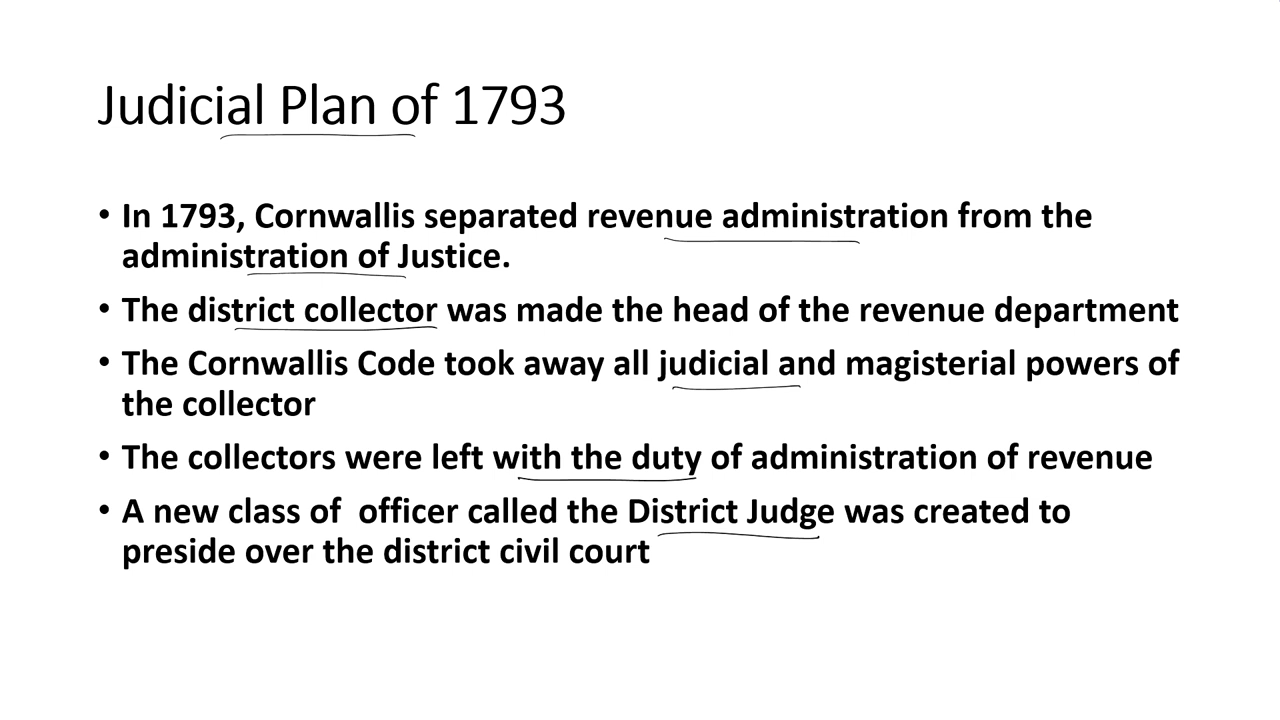 Judicial Plan of 1793
• In 1793, Cornwallis separated revenue administration from the
administration of Justice.
• The district collector was made the head of the revenue department
• The Cornwallis Code took away all judicial and magisterial powers of
the collector
• The collectors were left with the duty of administration of revenue
• A new class of  officer called the District Judge was created to
preside over the district civil court